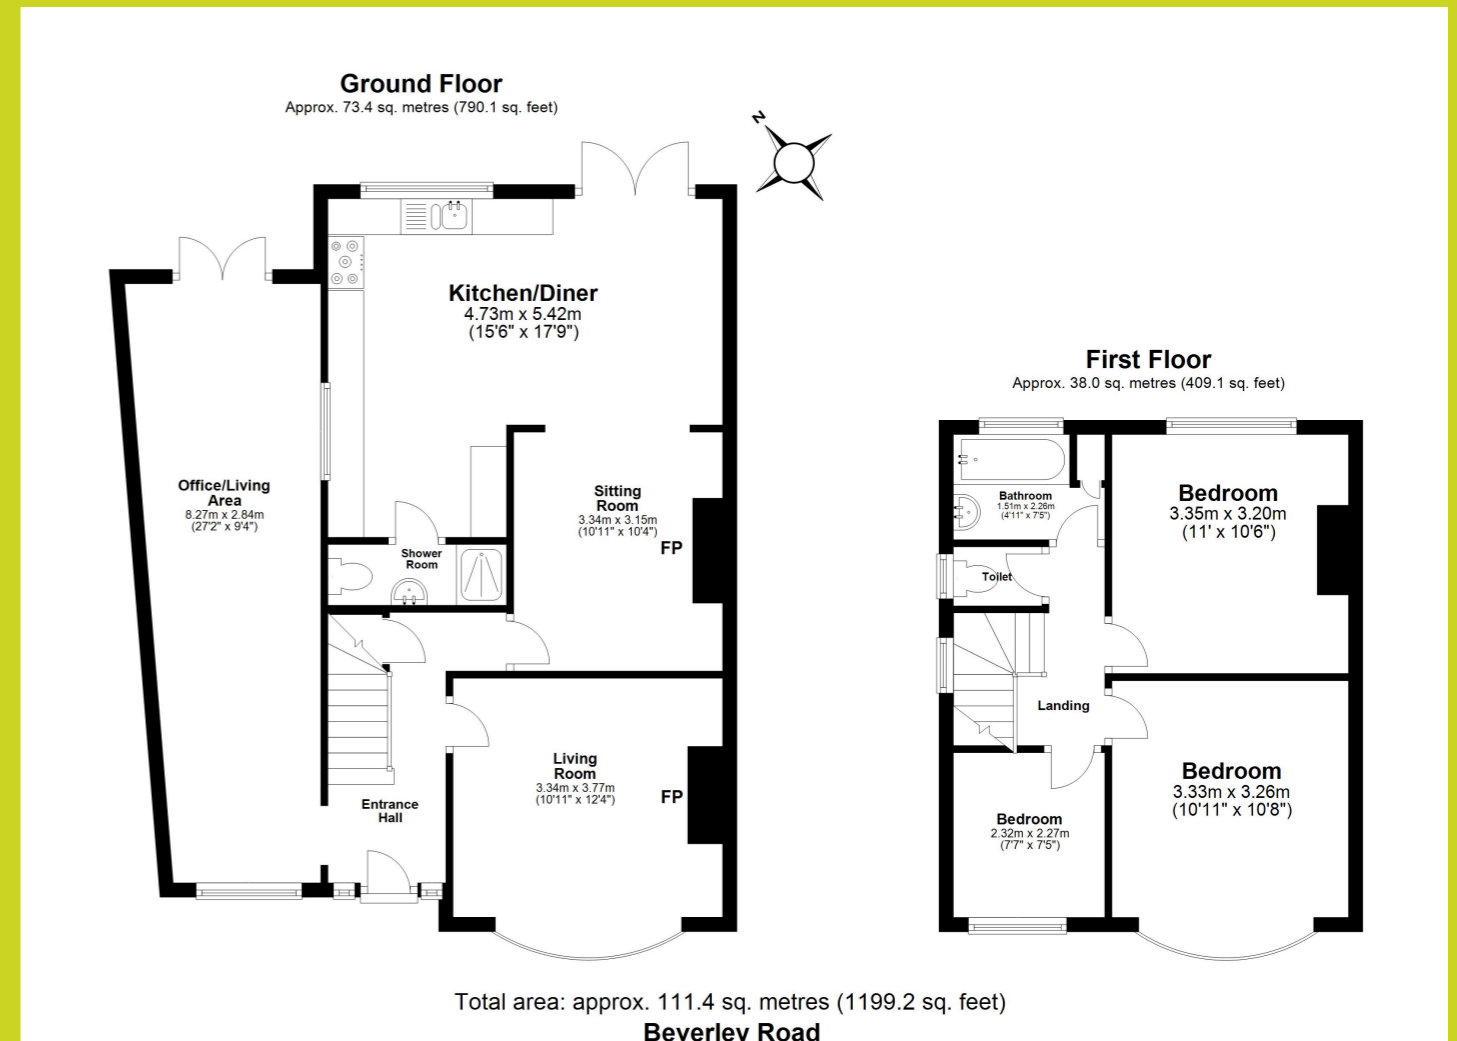 Ground Floor
Approx. 73.4 sq. metres (790.1 sq. feet)
N
Kitchen/Diner
4.73m x 5.42m
(15'6" x 17'9")
Office/Living
Area
8.27m x 2.84m
(27'2" x 9'4")
Sitting
Room
3.34m x 3.15m
(10'11" x 10'4")
FP
Shower
Room
Living
Room
3.34m x 3.77m
(10'11" x 12'4")
FP
Entrance
Hall
First Floor
Approx. 38.0 sq. metres (409.1 sq. feet)
Bathroom
1.51m x 2.26m
(4'11" x 7'5")
Bedroom
3.35m x 3.20m
(11' x 10'6")
Toilet
Landing
Bedroom
3.33m x 3.26m
(10'11" x 10'8")
Bedroom
2.32m x 2.27m
(7'7" x 7'5")
Total area: approx. 111.4 sq. metres (1199.2 sq. feet)
Beverley Road